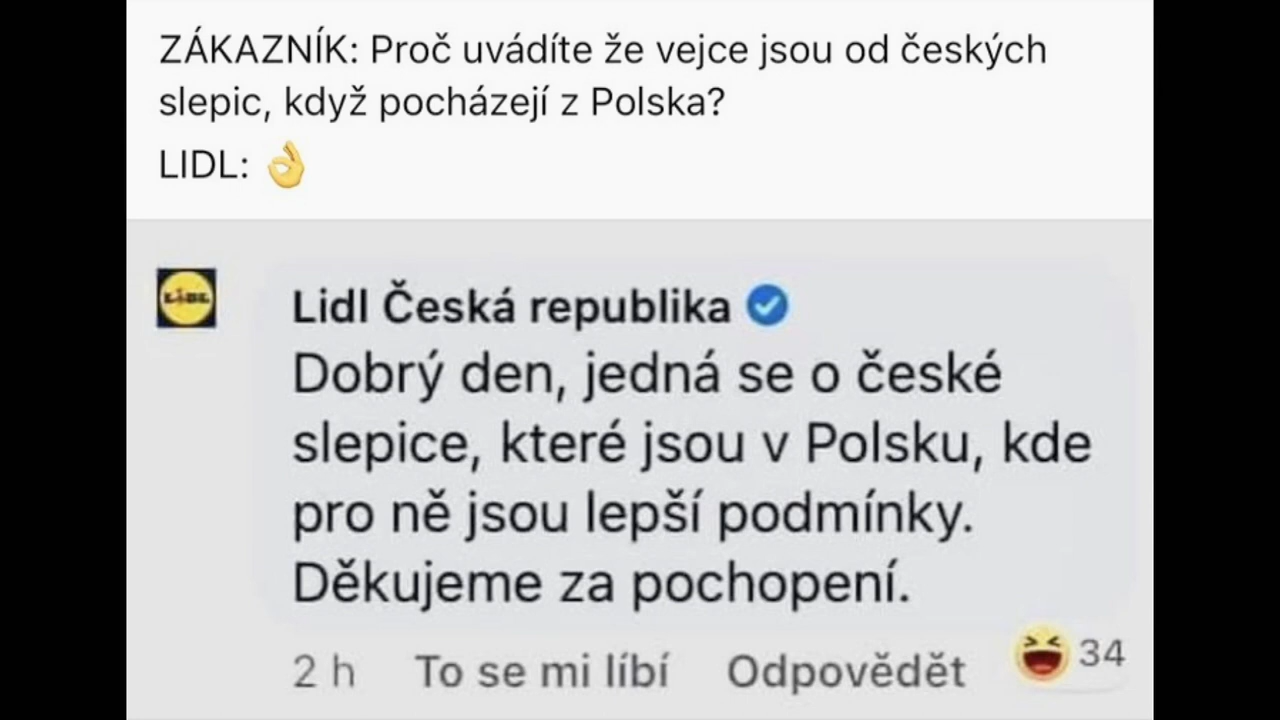 ZÁKAZNÍK: Proč uvádíte že vejce jsou od českých
slepic, když pocházejí z Polska?
LIDL: 👌
LIDL
Lidl Česká republika
Dobrý den, jedná se o české
slepice, které jsou v Polsku, kde
pro ně jsou lepší podmínky.
Děkujeme za pochopení.
2 h To se mi líbí Odpovědět 34